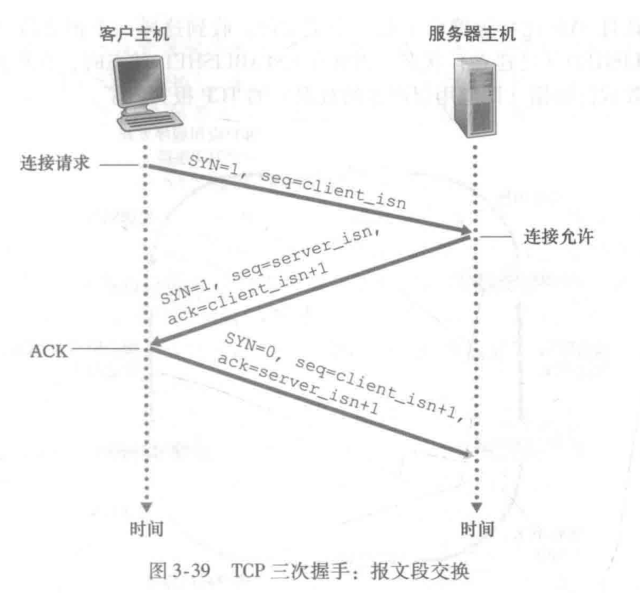 客户主机
服务器主机
连接请求
SYN=1, seq=client_isn
连接允许
SYN=1, seq=server_isn,
ack=client_isn+1
ACK
SYN=0, seq=client_isn+1,
ack=server_isn+1
时间
时间
图 3-39 TCP 三次握手：报文段交换